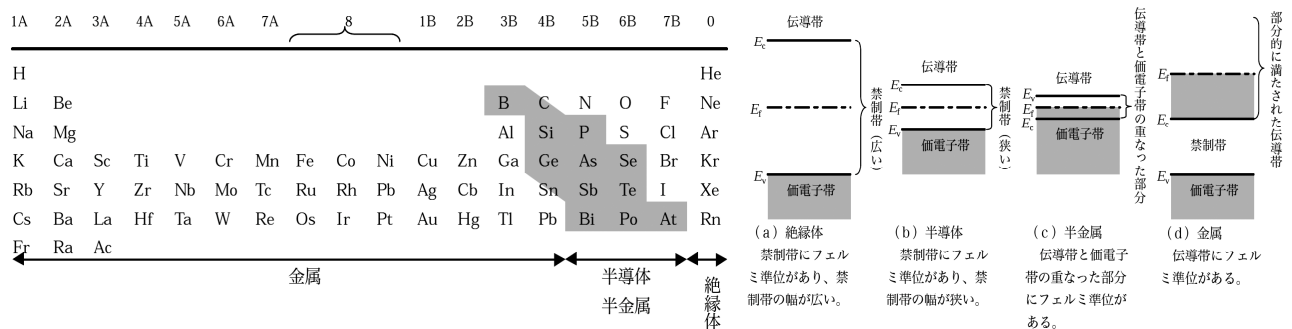 1A 2A 3A 4A 5A 6A 7A 8 1B 2B 3B 4B 5B 6B 7B 0
H He
Li Be B C N O F Ne
Na Mg Al Si P S Cl Ar
K Ca Sc Ti V Cr Mn Fe Co Ni Cu Zn Ga Ge As Se Br Kr
Rb Sr Y Zr Nb Mo Tc Ru Rh Pb Ag Cb In Sn Sb Te I Xe
Cs Ba La Hf Ta W Re Os Ir Pt Au Hg Tl Pb Bi Po At Rn
Fr Ra Ac
金属
半導体
半金属
絶縁体
伝導帯
Ec
Ef
Ev
禁制帯（広い）
価電子帯
（a）絶縁体
禁制帯にフェル
ミ準位があり、禁
制帯の幅が広い。
伝導帯
Ec
Ef
Ev
禁制帯（狭い）
価電子帯
（b）半導体
禁制帯にフェル
ミ準位があり、禁
制帯の幅が狭い。
伝導帯
Ev
Ef
Ec
伝導帯と価電子帯の重なった部分
価電子帯
（c）半金属
伝導帯と価電子
帯の重なった部分
にフェルミ準位が
ある。
部分的に満たされた伝導帯
Ef
Ec
禁制帯
Ev
価電子帯
（d）金属
伝導帯にフェル
ミ準位がある。